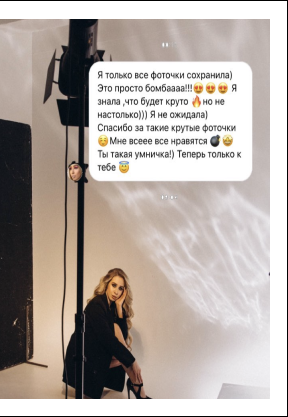 Я только все фоточки сохранила)
Это просто бомбаааа!!!😍😍😍 Я
знала ,что будет круто 🔥но не
настолько))) Я не ожидала)
Спасибо за такие крутые фоточки
☺️Мне всеее все нравятся 💣🤩
Ты такая умничка!) Теперь только к
тебе 😇